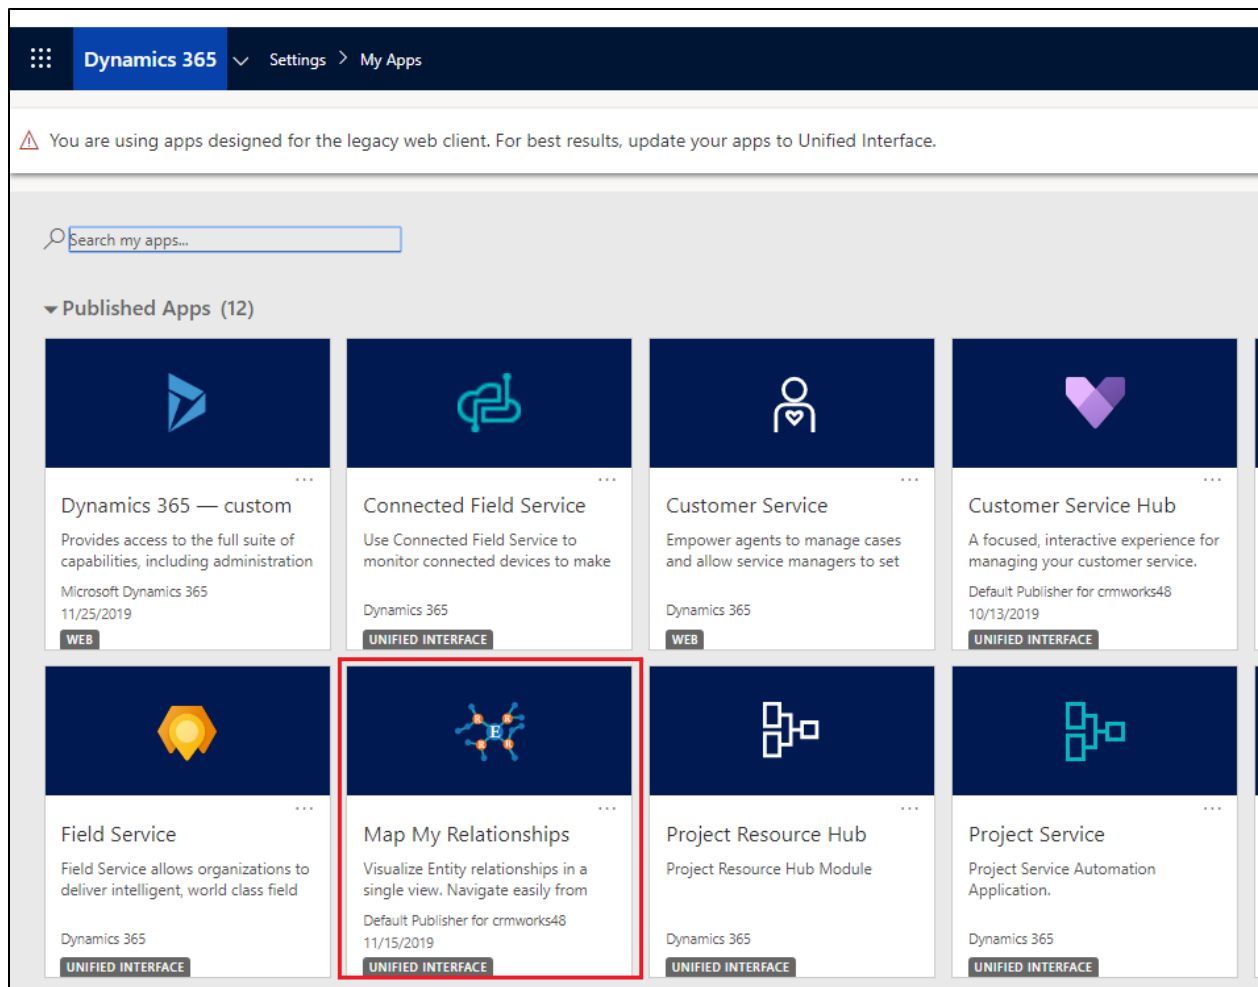 Dynamics 365 Settings > My Apps
You are using apps designed for the legacy web client. For best results, update your apps to Unified Interface.
Search my apps...
Published Apps (12)
Dynamics 365 — custom
Provides access to the full suite of
capabilities, including administration
Microsoft Dynamics 365
11/25/2019
WEB
Connected Field Service
Use Connected Field Service to
monitor connected devices to make
Dynamics 365
UNIFIED INTERFACE
Customer Service
Empower agents to manage cases
and allow service managers to set
Dynamics 365
WEB
Customer Service Hub
A focused, interactive experience for
managing your customer service.
Default Publisher for crmworks48
10/13/2019
UNIFIED INTERFACE
Field Service
Field Service allows organizations to
deliver intelligent, world class field
Dynamics 365
UNIFIED INTERFACE
R R
E
R R
Map My Relationships
Visualize Entity relationships in a
single view. Navigate easily from
Default Publisher for crmworks48
11/15/2019
UNIFIED INTERFACE
Project Resource Hub
Project Resource Hub Module
Dynamics 365
UNIFIED INTERFACE
Project Service
Project Service Automation
Application.
Dynamics 365
UNIFIED INTERFACE